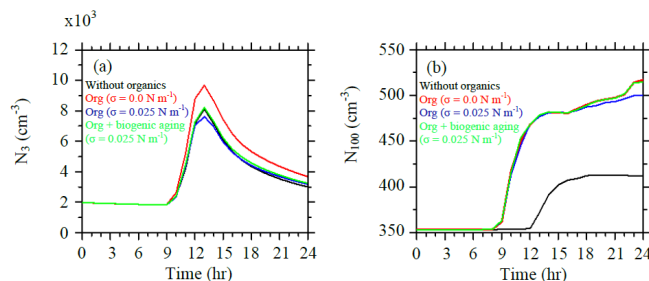 x10³
12
10
8
6
4
2
0
N₃ (cm⁻³)
(a)
Without organics
Org (σ = 0.0 N m⁻¹)
Org (σ = 0.025 N m⁻¹)
Org + biogenic aging
(σ = 0.025 N m⁻¹)
0 3 6 9 12 15 18 21 24
Time (hr)
550
500
450
400
350
N₁₀₀ (cm⁻³)
(b)
Without organics
Org (σ = 0.0 N m⁻¹)
Org (σ = 0.025 N m⁻¹)
Org + biogenic aging
(σ = 0.025 N m⁻¹)
0 3 6 9 12 15 18 21 24
Time (hr)